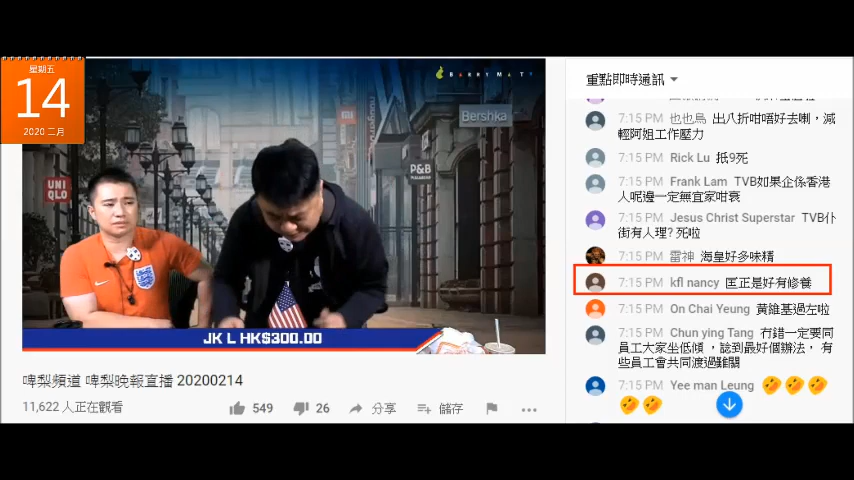 星期五
14
2020 二月
BARRYMATT
Bershka
UNI
QLO
P&B
JK L HK$300.00
啤梨頻道 啤梨晚報直播 20200214
11,622 人正在觀看
549
26
分享
儲存
重點即時通訊
7:15 PM 也也烏 出八折咁唔好去喇，減
輕阿姐工作壓力
7:15 PM Rick Lu 抵9死
7:15 PM Frank Lam TVB如果企係香港
人呢邊一定無宜家咁衰
7:15 PM Jesus Christ Superstar TVB仆
街有人理? 死啦
7:15 PM 雷神 海皇好多味精
7:15 PM kfl nancy 匡正是好有修養
7:15 PM On Chai Yeung 黃維基過左啦
7:15 PM Chun ying Tang 冇錯一定要同
員工大家坐低傾，諗到最好個辦法，有
些員工會共同渡過難關
7:15 PM Yee man Leung